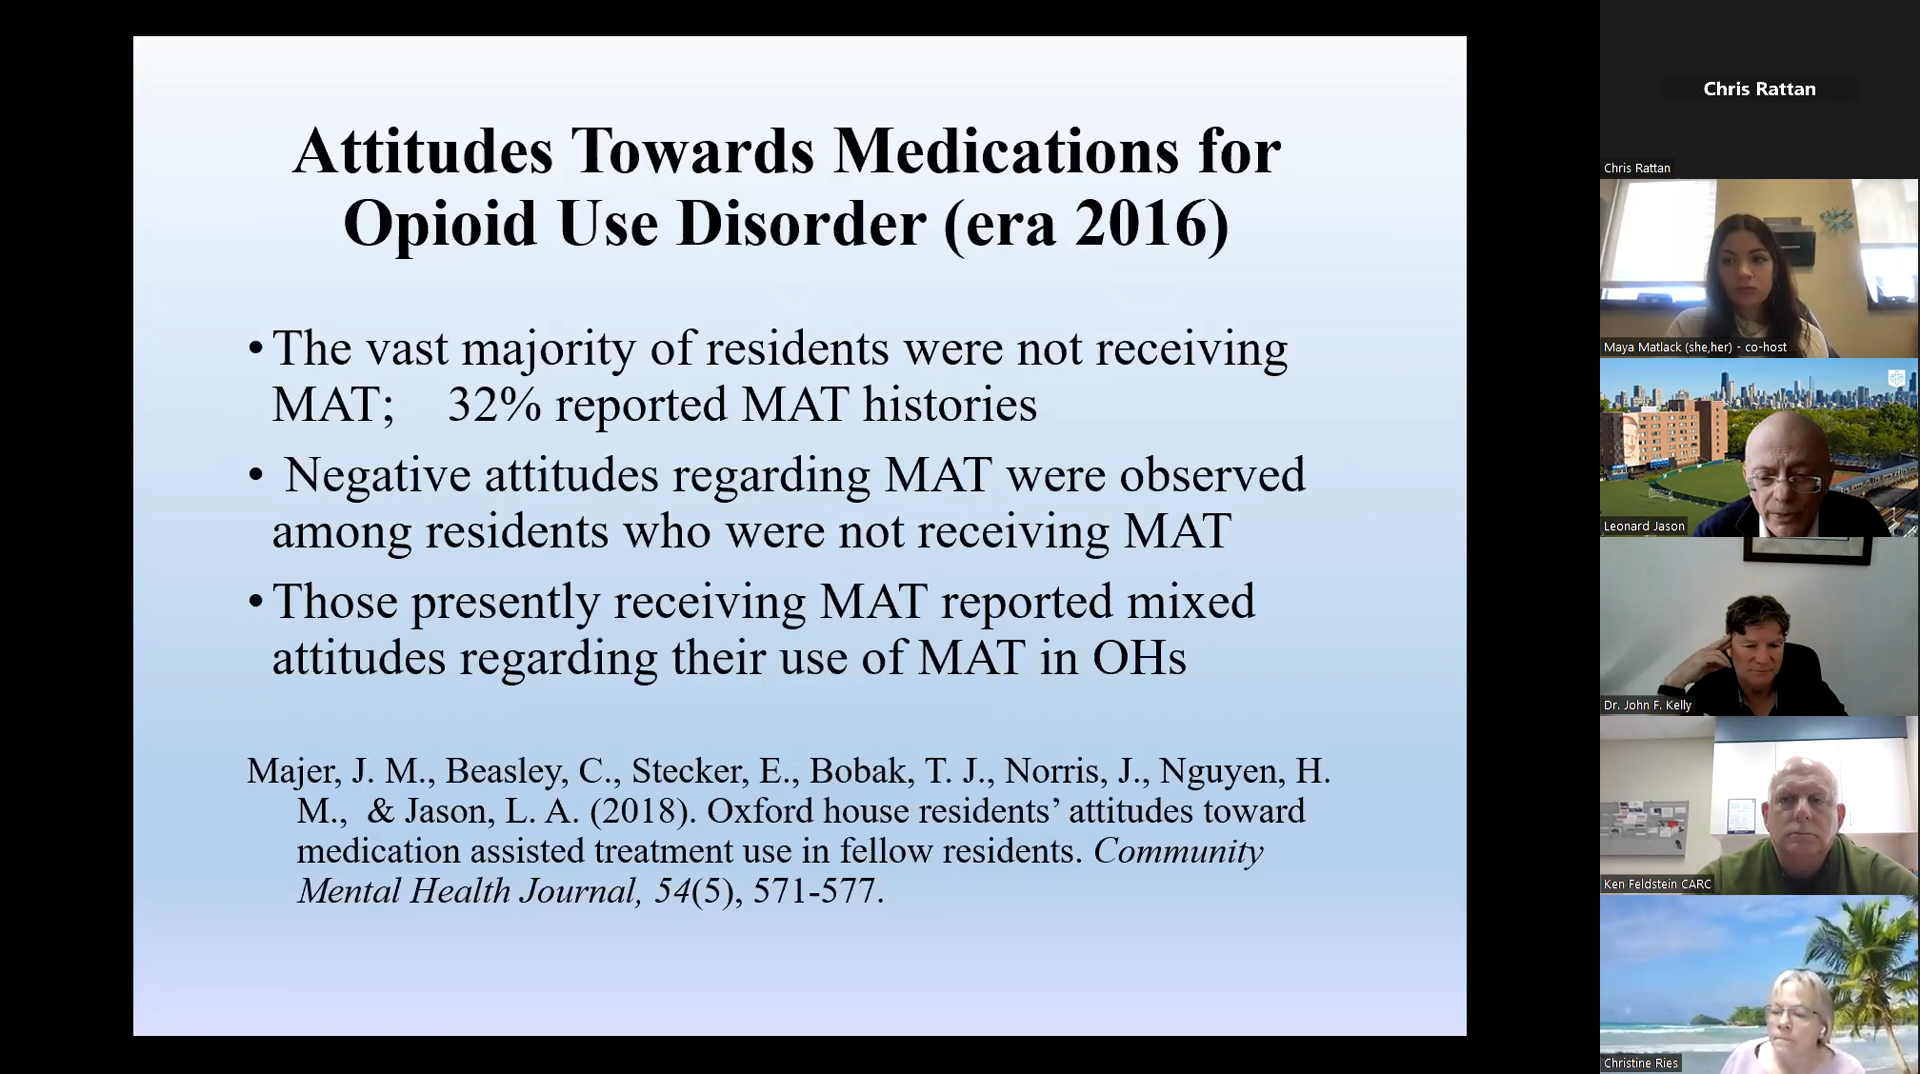 Attitudes Towards Medications for
Opioid Use Disorder (era 2016)
• The vast majority of residents were not receiving
MAT; 32% reported MAT histories
• Negative attitudes regarding MAT were observed
among residents who were not receiving MAT
• Those presently receiving MAT reported mixed
attitudes regarding their use of MAT in OHs
Majer, J. M., Beasley, C., Stecker, E., Bobak, T. J., Norris, J., Nguyen, H.
M., & Jason, L. A. (2018). Oxford house residents’ attitudes toward
medication assisted treatment use in fellow residents. Community
Mental Health Journal, 54(5), 571-577.
Chris Rattan
Chris Rattan
Maya Matlack (she,her) - co-host
Leonard Jason
Dr. John F. Kelly
Ken Feldstein CARC
Christine Ries